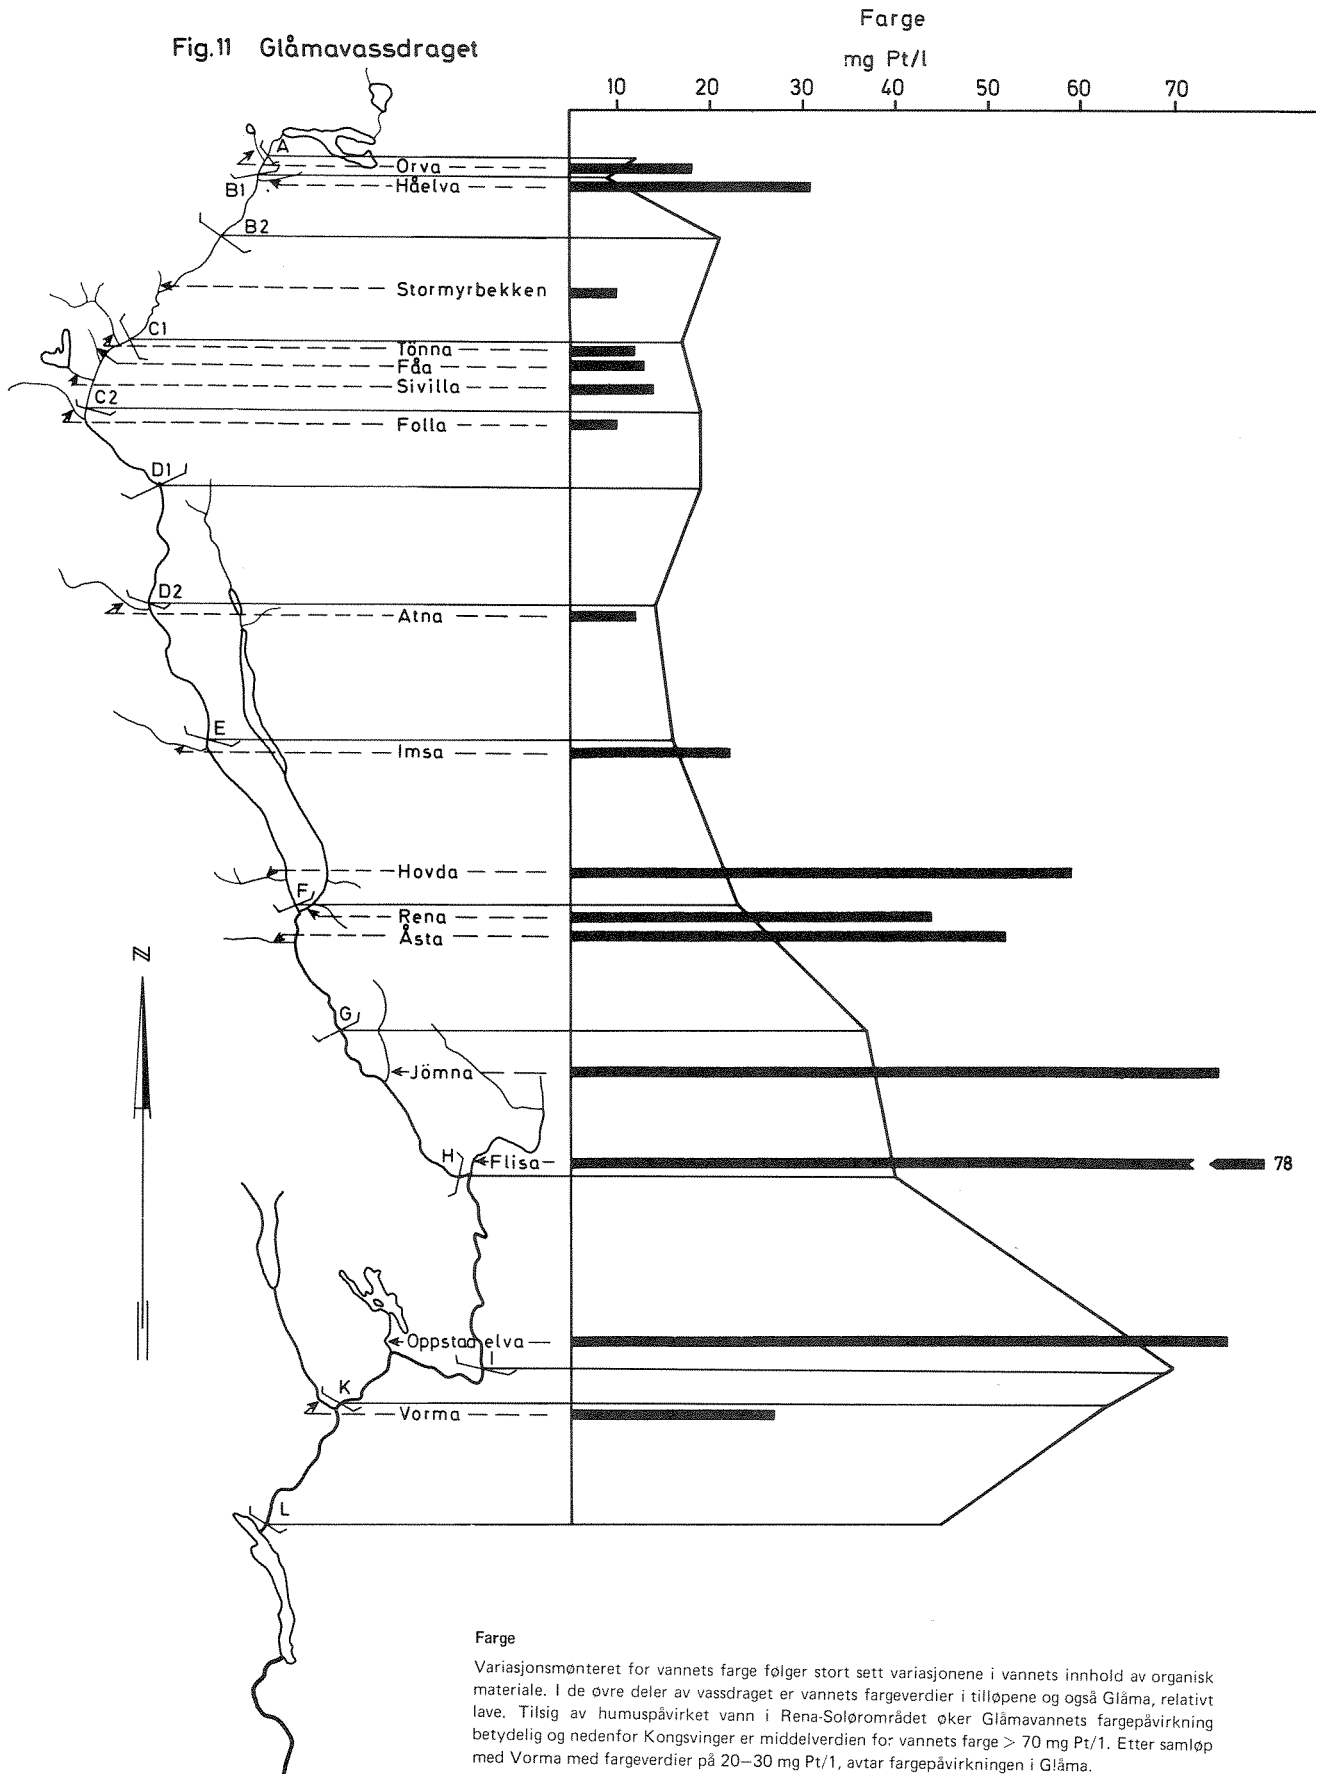 Fig.11 Glåmavassdraget
Farge
mg Pt/l
10 20 30 40 50 60 70
A
Orva
B1
Håelva
B2
Stormyrbekken
C1
Tönna
Fåa
Sivilla
C2
Folla
D1
D2
Atna
E
Imsa
Hovda
F
Rena
Åsta
N
G
Jömna
H
Flisa
78
Oppstadelva
I
K
Vorma
L
Farge
Variasjonsmønteret for vannets farge følger stort sett variasjonene i vannets innhold av organisk
materiale. I de øvre deler av vassdraget er vannets fargeverdier i tilløpene og også Glåma, relativt
lave. Tilsig av humuspåvirket vann i Rena-Solørområdet øker Glåmavannets fargepåvirkning
betydelig og nedenfor Kongsvinger er middelverdien for vannets farge > 70 mg Pt/1. Etter samløp
med Vorma med fargeverdier på 20–30 mg Pt/1, avtar fargepåvirkningen i Glåma.